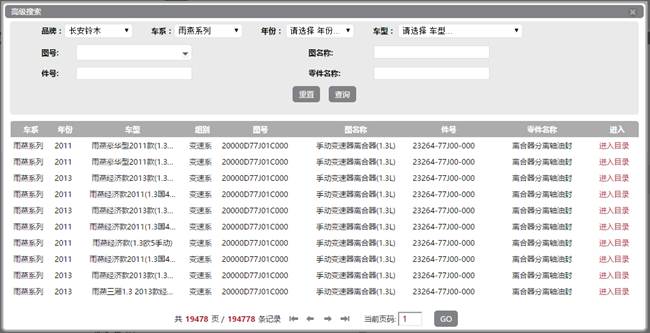 高级搜索
品牌： 长安铃木 车系： 雨燕系列 年份： 请选择 年份... 车型： 请选择 车型...
图号: 图名称:
件号: 零件名称:
重置 查询
车系 年份 车型 组别 图号 图名称 件号 零件名称 进入
雨燕系列 2011 雨燕豪华型2011款(1.3... 变速系 20000D77J01C000 手动变速器离合器(1.3L) 23264-77J00-000 离合器分离轴油封 进入目录
雨燕系列 2011 雨燕豪华型2011款(1.3... 变速系 20000D77J01C000 手动变速器离合器(1.3L) 23264-77J00-000 离合器分离轴油封 进入目录
雨燕系列 2013 雨燕经济款2013款(1.3... 变速系 20000D77J01C000 手动变速器离合器(1.3L) 23264-77J00-000 离合器分离轴油封 进入目录
雨燕系列 2011 雨燕经济款2011(1.3国4... 变速系 20000D77J01C000 手动变速器离合器(1.3L) 23264-77J00-000 离合器分离轴油封 进入目录
雨燕系列 2013 雨燕经济款2013款(1.3... 变速系 20000D77J01C000 手动变速器离合器(1.3L) 23264-77J00-000 离合器分离轴油封 进入目录
雨燕系列 2011 雨燕经济款2011(1.3国4... 变速系 20000D77J01C000 手动变速器离合器(1.3L) 23264-77J00-000 离合器分离轴油封 进入目录
雨燕系列 2011 雨燕经济款(1.3欧5手动) 变速系 20000D77J01C000 手动变速器离合器(1.3L) 23264-77J00-000 离合器分离轴油封 进入目录
雨燕系列 2011 雨燕经济款2011(1.3国4... 变速系 20000D77J01C000 手动变速器离合器(1.3L) 23264-77J00-000 离合器分离轴油封 进入目录
雨燕系列 2013 雨燕经济款2013款(1.3... 变速系 20000D77J01C000 手动变速器离合器(1.3L) 23264-77J00-000 离合器分离轴油封 进入目录
雨燕系列 2013 雨燕三厢1.3 2013款经... 变速系 20000D77J01C000 手动变速器离合器(1.3L) 23264-77J00-000 离合器分离轴油封 进入目录
共 19478 页 / 194778 条记录 当前页码: 1 GO